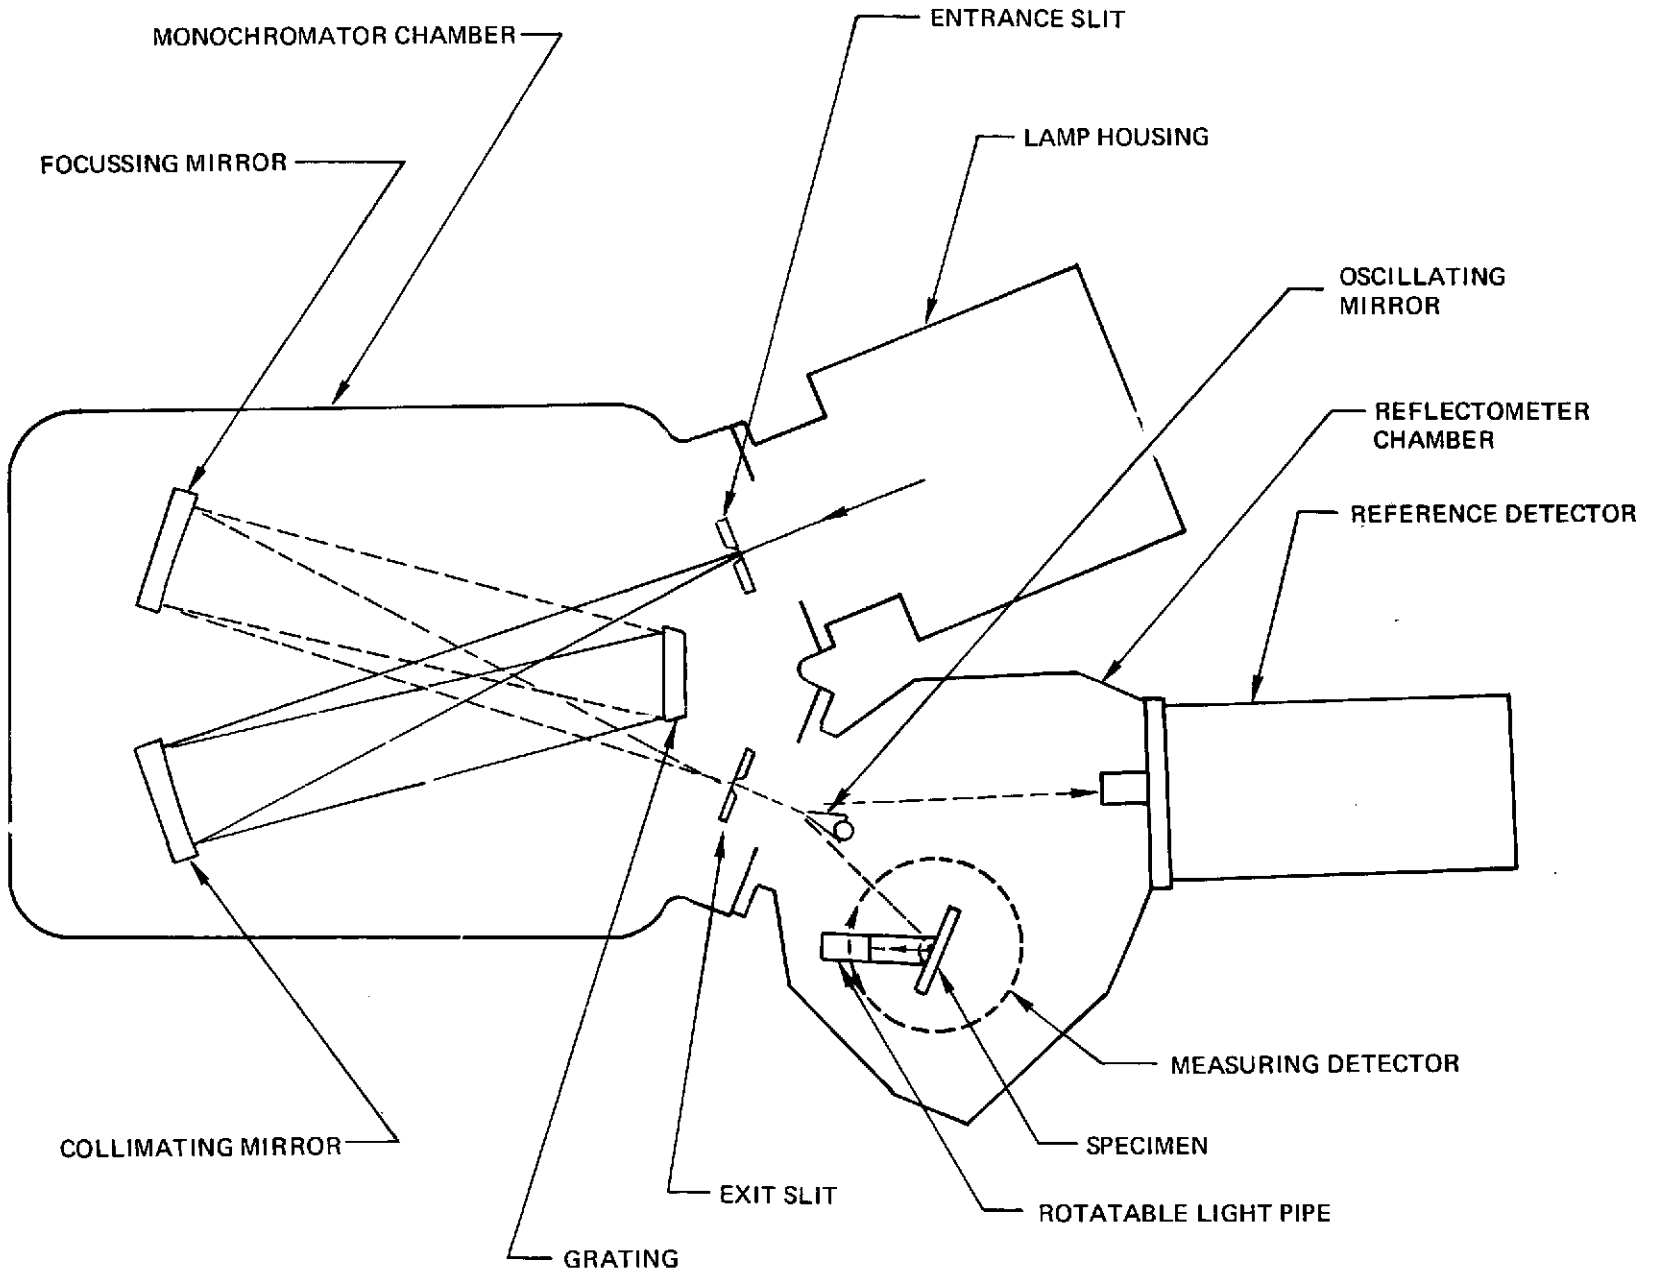 ENTRANCE SLIT
MONOCHROMATOR CHAMBER
LAMP HOUSING
FOCUSSING MIRROR
OSCILLATING
MIRROR
REFLECTOMETER
CHAMBER
REFERENCE DETECTOR
MEASURING DETECTOR
COLLIMATING MIRROR
SPECIMEN
EXIT SLIT
ROTATABLE LIGHT PIPE
GRATING